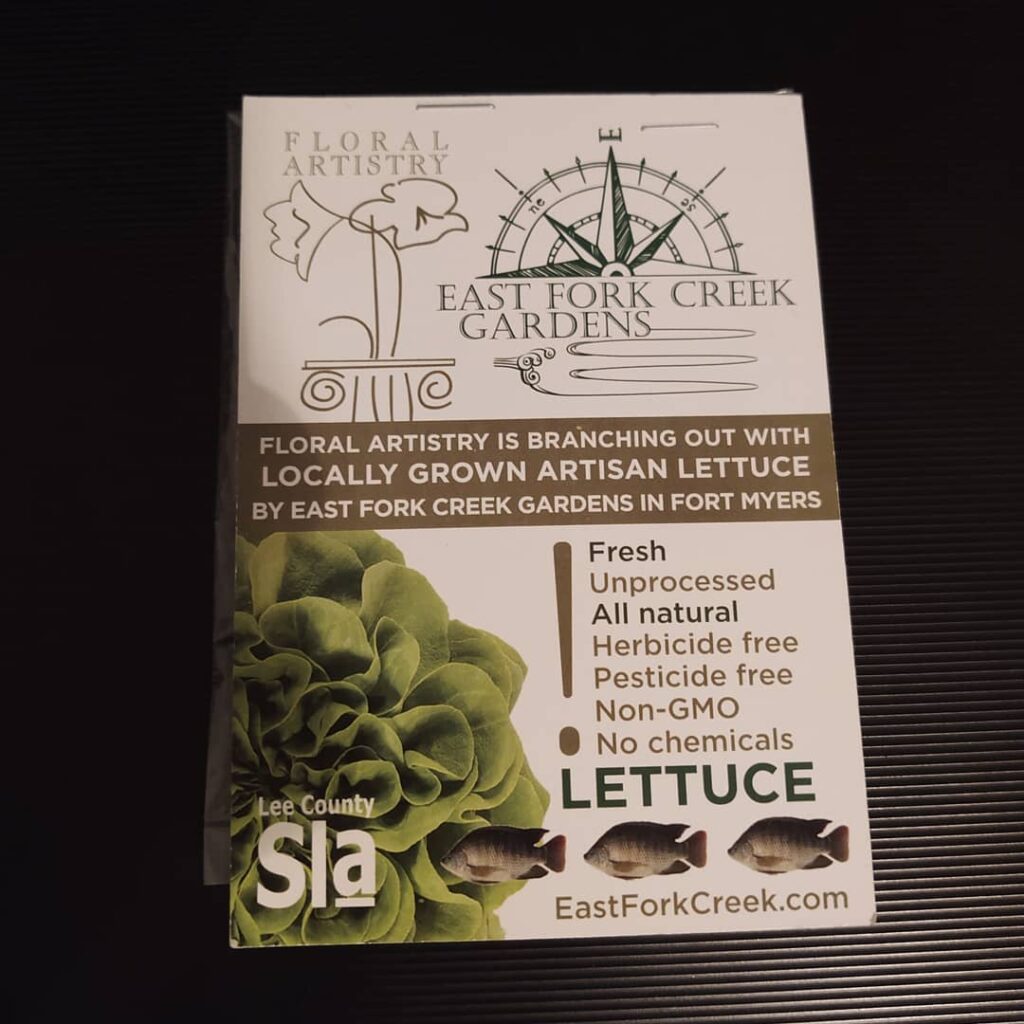 FLORAL
ARTISTRY
E
ne
se
EAST FORK CREEK
GARDENS
FLORAL ARTISTRY IS BRANCHING OUT WITH
LOCALLY GROWN ARTISAN LETTUCE
BY EAST FORK CREEK GARDENS IN FORT MYERS
Fresh
Unprocessed
All natural
Herbicide free
Pesticide free
Non-GMO
No chemicals
LETTUCE
Lee County
Sla
EastForkCreek.com